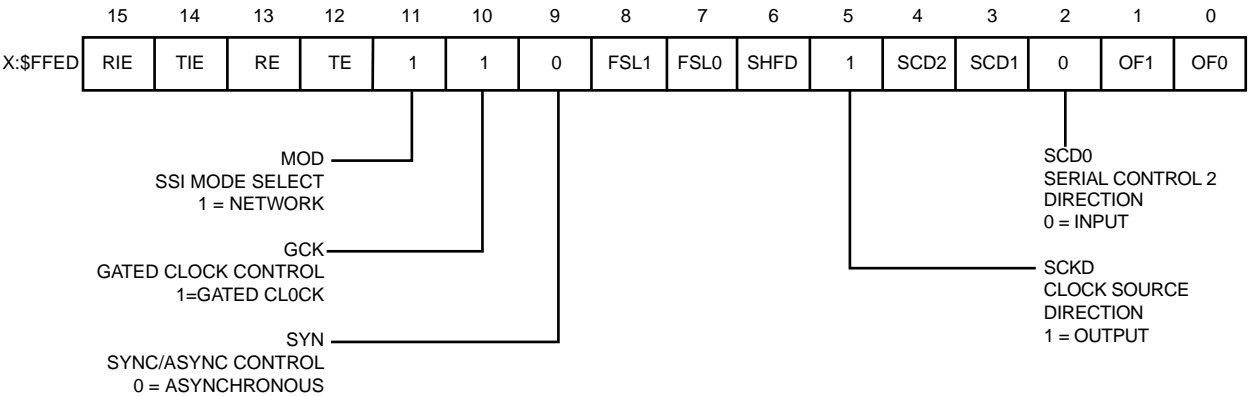 15 14 13 12 11 10 9 8 7 6 5 4 3 2 1 0
X:$FFED RIE TIE RE TE 1 1 0 FSL1 FSL0 SHFD 1 SCD2 SCD1 0 OF1 OF0
MOD
SSI MODE SELECT
1 = NETWORK
GCK
GATED CLOCK CONTROL
1=GATED CL0CK
SYN
SYNC/ASYNC CONTROL
0 = ASYNCHRONOUS
SCD0
SERIAL CONTROL 2
DIRECTION
0 = INPUT
SCKD
CLOCK SOURCE
DIRECTION
1 = OUTPUT